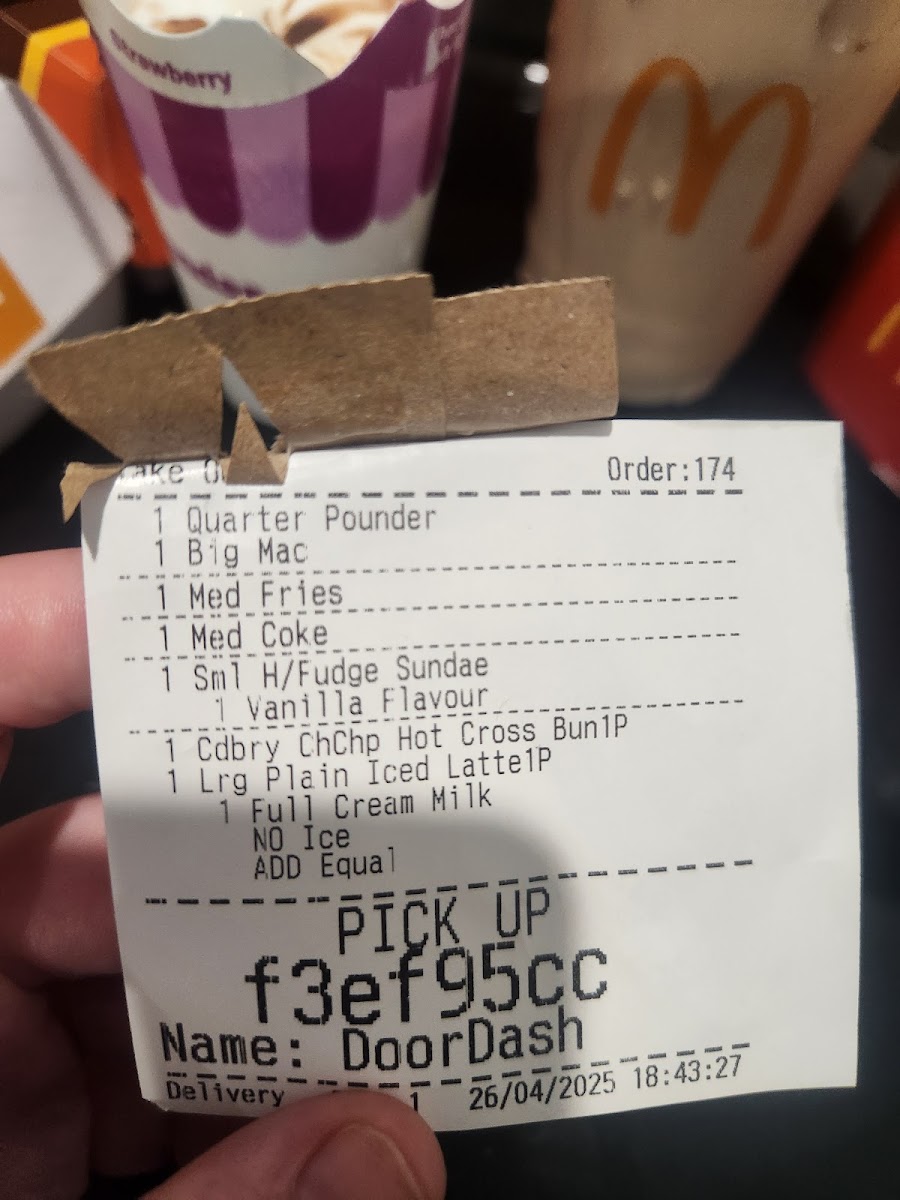 Strawberry
Order:174
1 Quarter Pounder
1 Big Mac
1 Med Fries
1 Med Coke
1 Sml H/Fudge Sundae
1 Vanilla Flavour
1 Cdbry ChChp Hot Cross Bun1P
1 Lrg Plain Iced Latte1P
1 Full Cream Milk
NO Ice
ADD Equal
PICK UP
f3ef95cc
Name: DoorDash
Delivery 1 26/04/2025 18:43:27